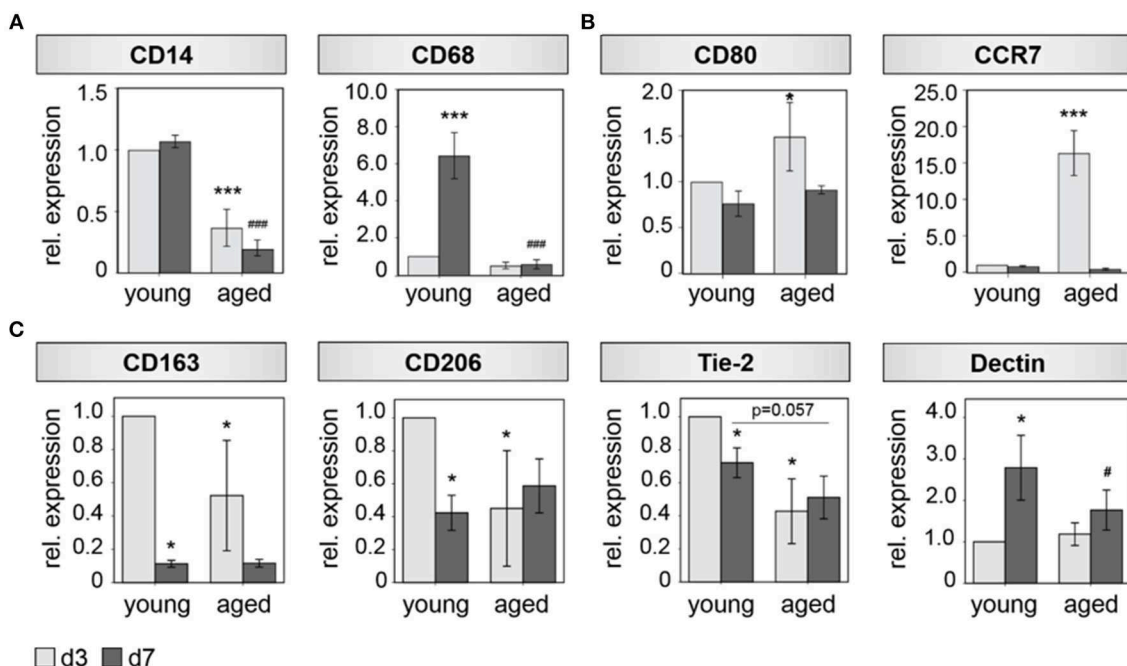 A
B
CD14
CD68
CD80
CCR7
rel. expression
1.5
1.0
0.5
0
***
###
young aged
rel. expression
10.0
8.0
6.0
4.0
2.0
0
***
###
young aged
rel. expression
2.0
1.5
1.0
0.5
0
*
young aged
rel. expression
25.0
20.0
15.0
10.0
5.0
0
***
young aged
C
CD163
CD206
Tie-2
Dectin
rel. expression
1.0
0.8
0.6
0.4
0.2
0
*
*
young aged
rel. expression
1.0
0.8
0.6
0.4
0.2
0
*
*
young aged
rel. expression
1.0
0.8
0.6
0.4
0.2
0
p=0.057
*
*
young aged
rel. expression
4.0
3.0
2.0
1.0
0
*
#
young aged
d3 d7